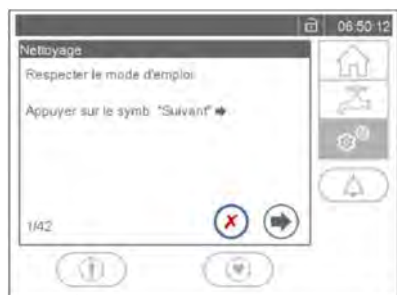 06:50:12
Nettoyage
Respecter le mode d'emploi.
Appuyer sur le symb. "Suivant"
1/42